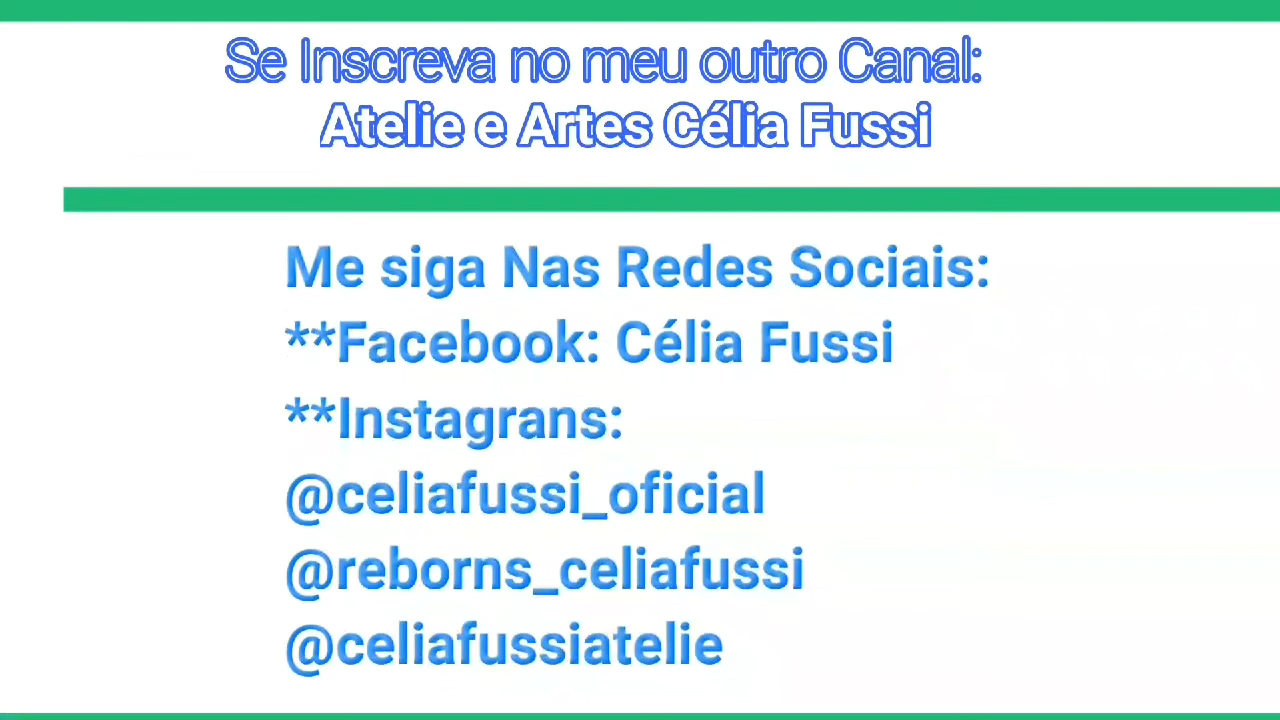 Se Inscreva no meu outro Canal:
Atelie e Artes Célia Fussi
Me siga Nas Redes Sociais:
**Facebook: Célia Fussi
**Instagrans:
@celiafussi_oficial
@reborns_celiafussi
@celiafussiatelie